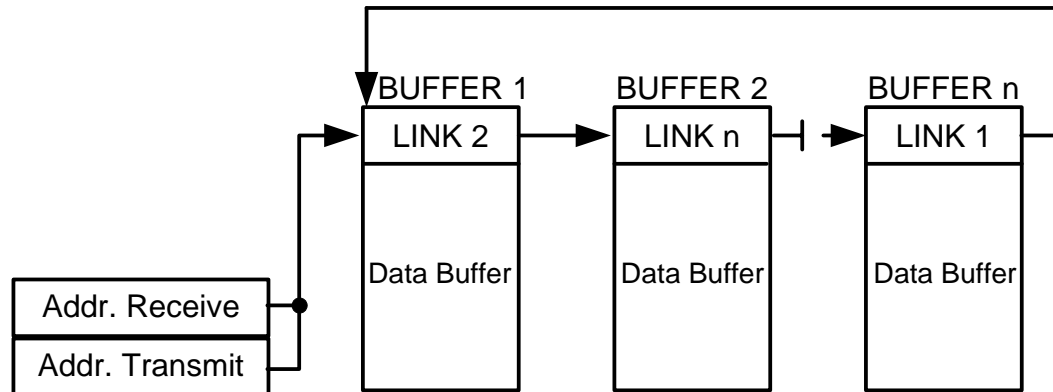 BUFFER 1
BUFFER 2
BUFFER n
LINK 2
LINK n
LINK 1
Data Buffer
Data Buffer
Data Buffer
Addr. Receive
Addr. Transmit